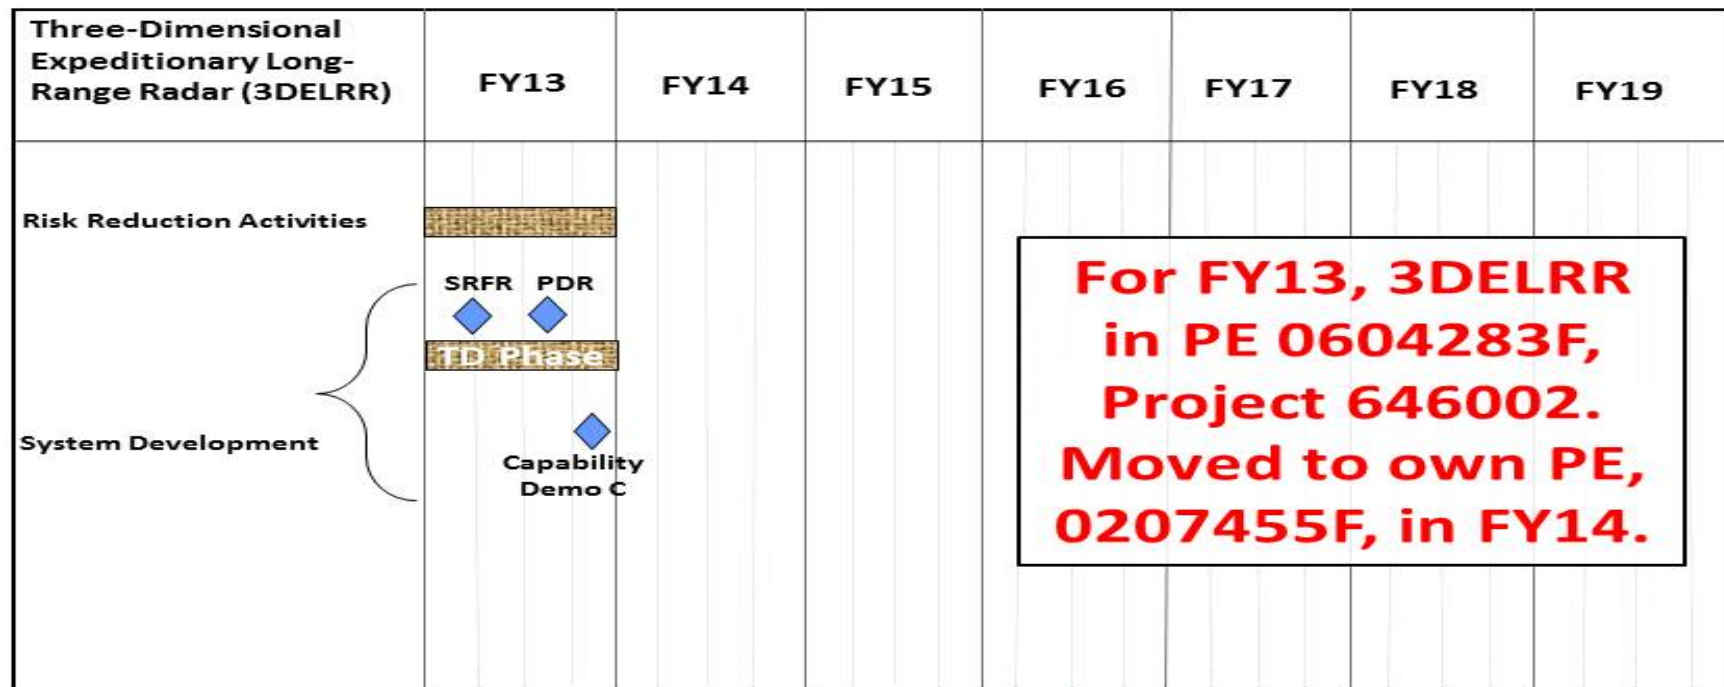 Three-Dimensional
Expeditionary Long-
Range Radar (3DELRR)
FY13
FY14
FY15
FY16
FY17
FY18
FY19
Risk Reduction Activities
SRFR
PDR
TD Phase
System Development
Capability
Demo C
For FY13, 3DELRR
in PE 0604283F,
Project 646002.
Moved to own PE,
0207455F, in FY14.